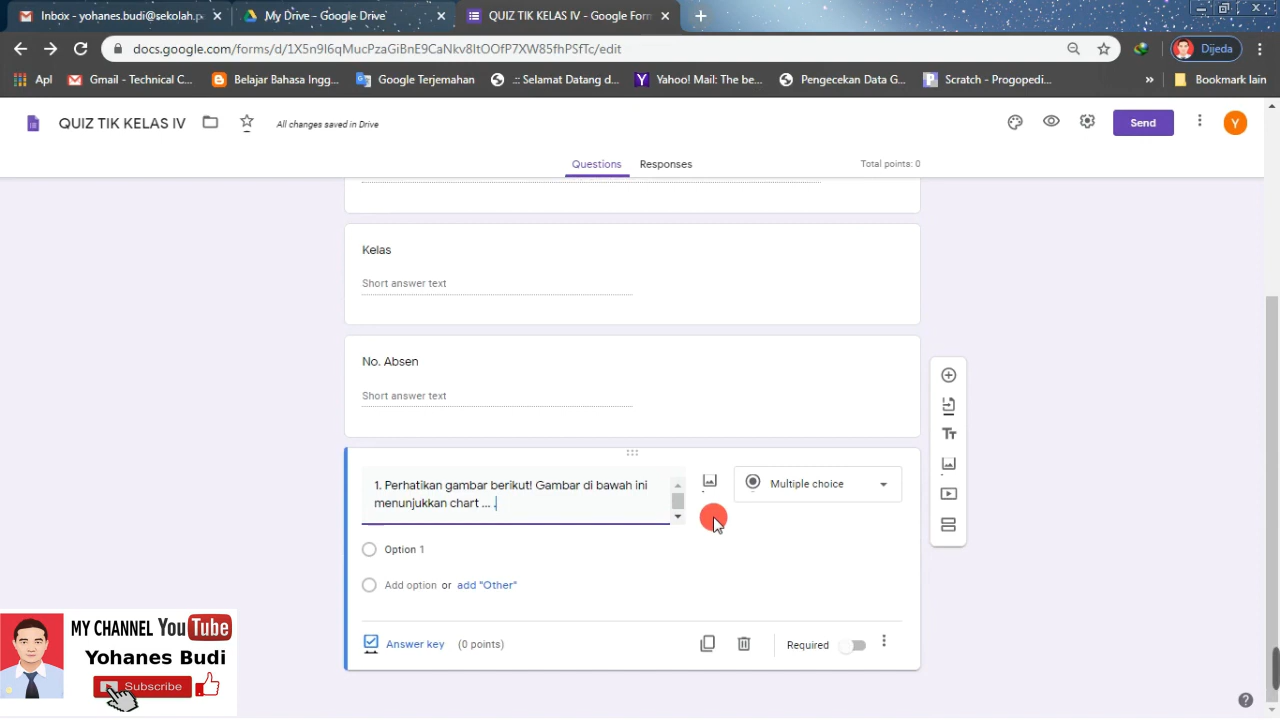 Inbox - yohanes.budi@sekolah.p
My Drive - Google Drive
QUIZ TIK KELAS IV - Google Form
docs.google.com/forms/d/1X5n9I6qMucPzaGiBnE9CaNkv8ItOOfP7XW85fhPSfTc/edit
Dijeda
Apl
Gmail - Technical C...
Belajar Bahasa Ingg...
Google Terjemahan
.:: Selamat Datang d...
Yahoo! Mail: The be...
Pengecekan Data G...
Scratch - Progopedi...
»
Bookmark lain
QUIZ TIK KELAS IV
All changes saved in Drive
Send
Y
Questions
Responses
Total points: 0
Kelas
Short answer text
No. Absen
Short answer text
1. Perhatikan gambar berikut! Gambar di bawah ini
menunjukkan chart ... .
Multiple choice
Option 1
Add option or add "Other"
Answer key (0 points)
Required
MY CHANNEL YouTube
Yohanes Budi
Subscribe